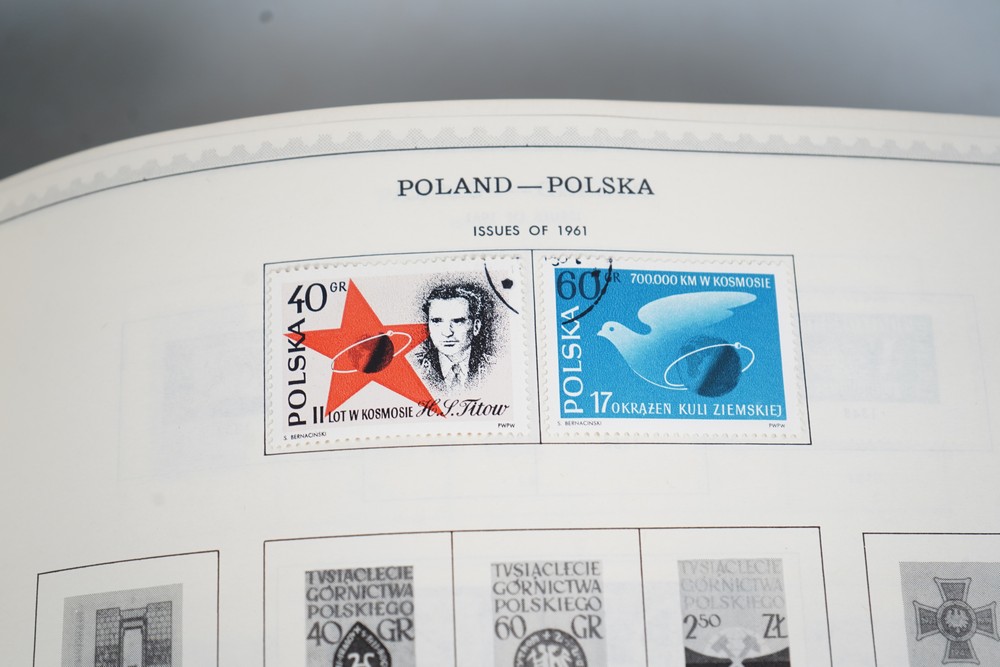 POLAND — POLSKA
ISSUES OF 1961
40 GR
POLSKA
II LOT W KOSMOSIE H.S. Titow
S. BERNACIŃSKI PWPW
60 GR 700.000 KM W KOSMOSIE
POLSKA
17 OKRĄŻEŃ KULI ZIEMSKIEJ
S. BERNACIŃSKI PWPW
TYSIĄCLECIE
GÓRNICTWA
POLSKIEGO
40 GR
TYSIĄCLECIE
GÓRNICTWA
POLSKIEGO
60 GR
TYSIĄCLECIE
GÓRNICTWA
POLSKIEGO
2 50 ZŁ